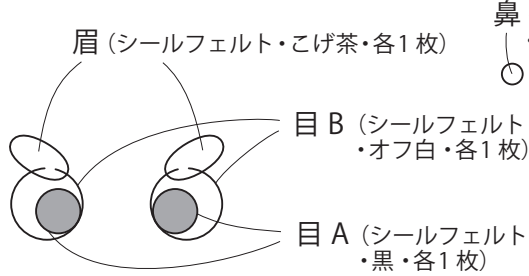 鼻
眉（シールフェルト・こげ茶・各1枚）
目B（シールフェルト
・オフ白・各1枚）
目A（シールフェルト
・黒・各1枚）